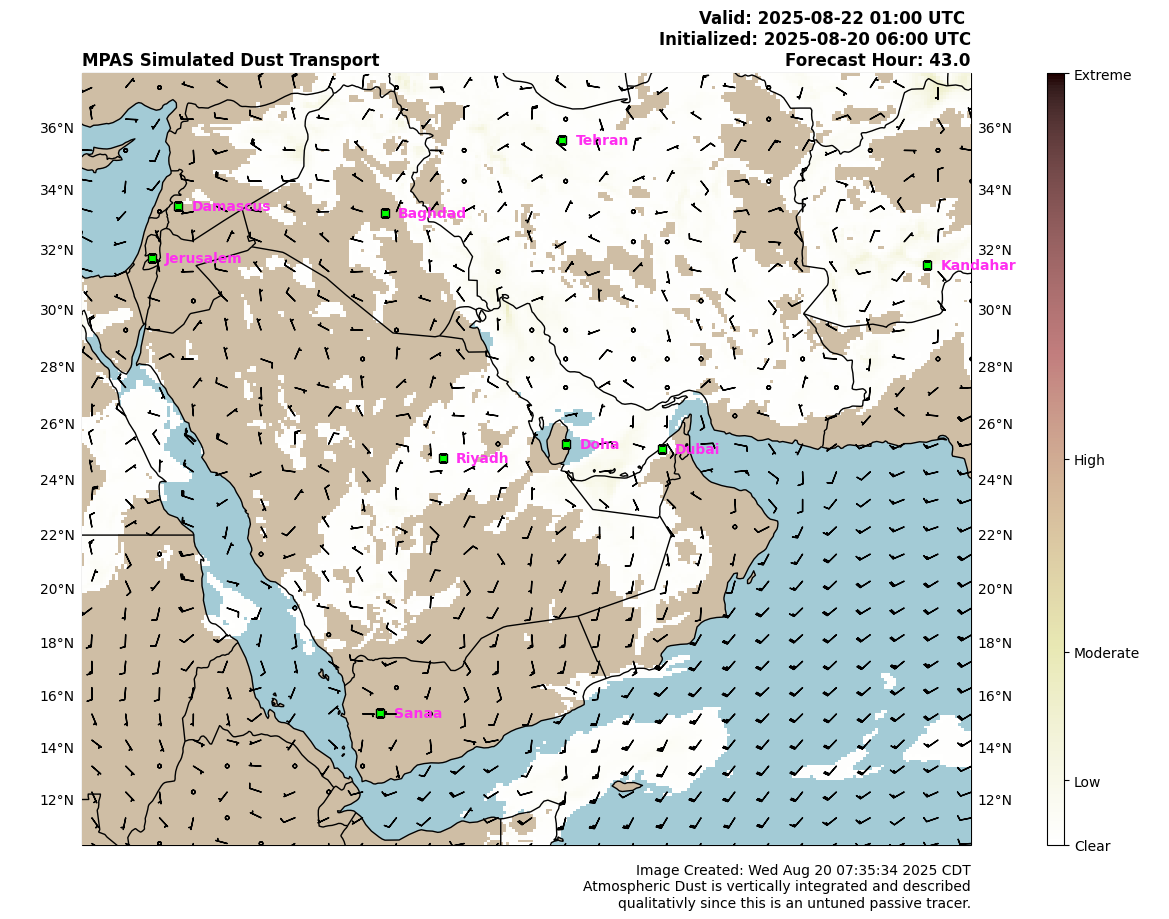 Valid: 2025-08-22 01:00 UTC
Initialized: 2025-08-20 06:00 UTC
MPAS Simulated Dust Transport Forecast Hour: 43.0
Extreme
36°N Tehran 36°N
34°N 34°N
Damascus Baghdad
32°N 32°N
Jerusalem Kandahar
30°N 30°N
28°N 28°N
26°N 26°N
Doha Dubai
Riyadh High
24°N 24°N
22°N 22°N
20°N 20°N
18°N 18°N
Moderate
16°N 16°N
Sanaa
14°N 14°N
Low
12°N 12°N
Clear
Image Created: Wed Aug 20 07:35:34 2025 CDT
Atmospheric Dust is vertically integrated and described
qualitativly since this is an untuned passive tracer.